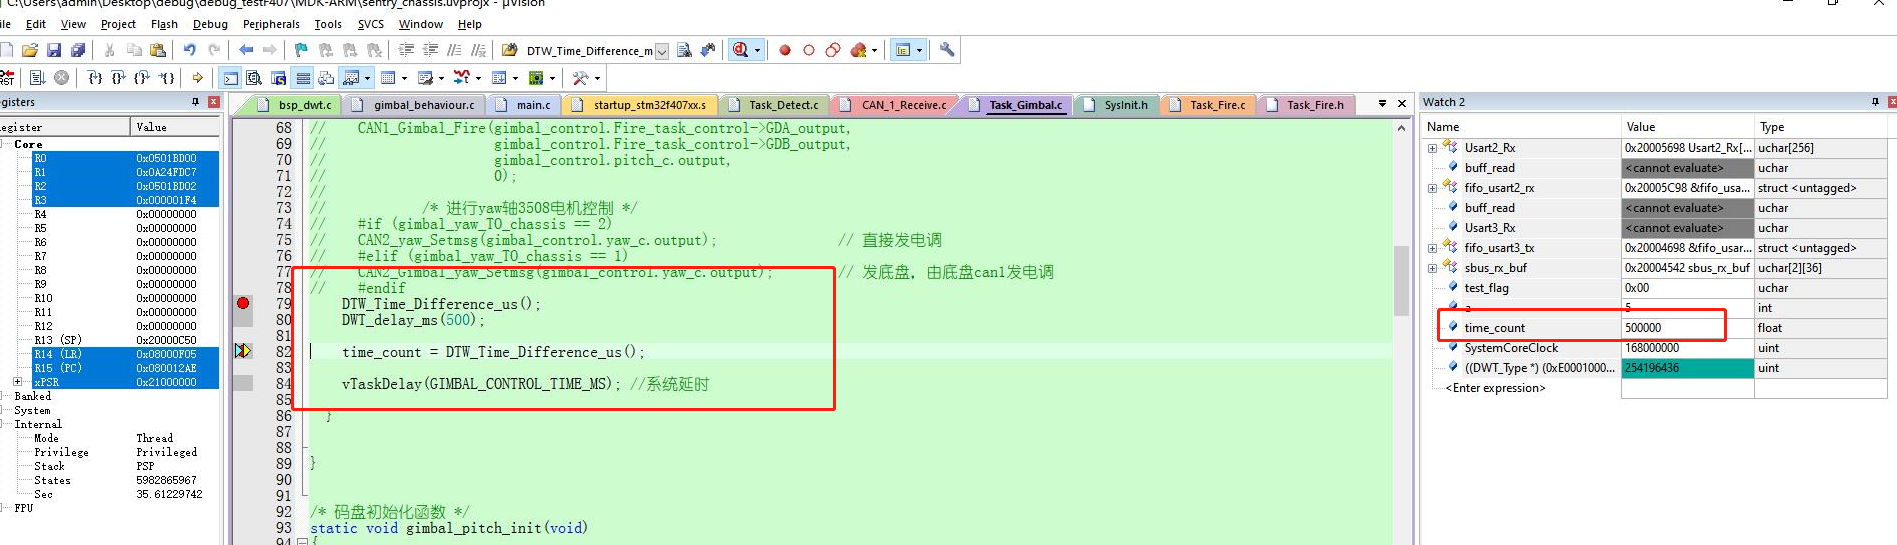 C:\Users\admin\Desktop\debug\debug_testF407\MDK-ARM\sentry_chassis.uvprojx - µVision
ile Edit View Project Flash Debug Peripherals Tools SVCS Window Help
DTW_Time_Difference_m
RST
egisters
bsp_dwt.c gimbal_behaviour.c main.c startup_stm32f407xx.s Task_Detect.c CAN_1_Receive.c Task_Gimbal.c SysInit.h Task_Fire.c Task_Fire.h
Watch 2
egister Value
Core
R0 0x0501BD00
R1 0x0A24FDC7
R2 0x0501BD02
R3 0x000001F4
R4 0x00000000
R5 0x00000000
R6 0x00000000
R7 0x00000000
R8 0x00000000
R9 0x00000000
R10 0x00000000
R11 0x00000000
R12 0x00000000
R13 (SP) 0x20000C50
R14 (LR) 0x08000F05
R15 (PC) 0x080012AE
xPSR 0x21000000
Banked
System
Internal
Mode Thread
Privilege Privileged
Stack PSP
States 5982865967
Sec 35.61229742
FPU
68 // CAN1_Gimbal_Fire(gimbal_control.Fire_task_control->GDA_output,
69 // gimbal_control.Fire_task_control->GDB_output,
70 // gimbal_control.pitch_c.output,
71 // 0);
72 //
73 // /* 进行yaw轴3508电机控制 */
74 // #if (gimbal_yaw_TO_chassis == 2)
75 // CAN2_yaw_Setmsg(gimbal_control.yaw_c.output); // 直接发电调
76 // #elif (gimbal_yaw_TO_chassis == 1)
77 // CAN2_Gimbal_yaw_Setmsg(gimbal_control.yaw_c.output); // 发底盘，由底盘can1发电调
78 // #endif
79 DTW_Time_Difference_us();
80 DWT_delay_ms(500);
81
82 time_count = DTW_Time_Difference_us();
83
84 vTaskDelay(GIMBAL_CONTROL_TIME_MS); //系统延时
85
86 }
87
88
89 }
90
91
92 /* 码盘初始化函数 */
93 static void gimbal_pitch_init(void)
94 {
Name Value Type
Usart2_Rx 0x20005698 Usart2_Rx[... uchar[256]
buff_read <cannot evaluate> uchar
fifo_usart2_rx 0x20005C98 &fifo_usa... struct <untagged>
buff_read <cannot evaluate> uchar
Usart3_Rx <cannot evaluate> uchar
fifo_usart3_tx 0x20004698 &fifo_usar... struct <untagged>
sbus_rx_buf 0x20004542 sbus_rx_buf uchar[2][36]
test_flag 0x00 uchar
5 int
time_count 500000 float
SystemCoreClock 168000000 uint
((DWT_Type *) (0xE0001000... 254196436 uint
<Enter expression>